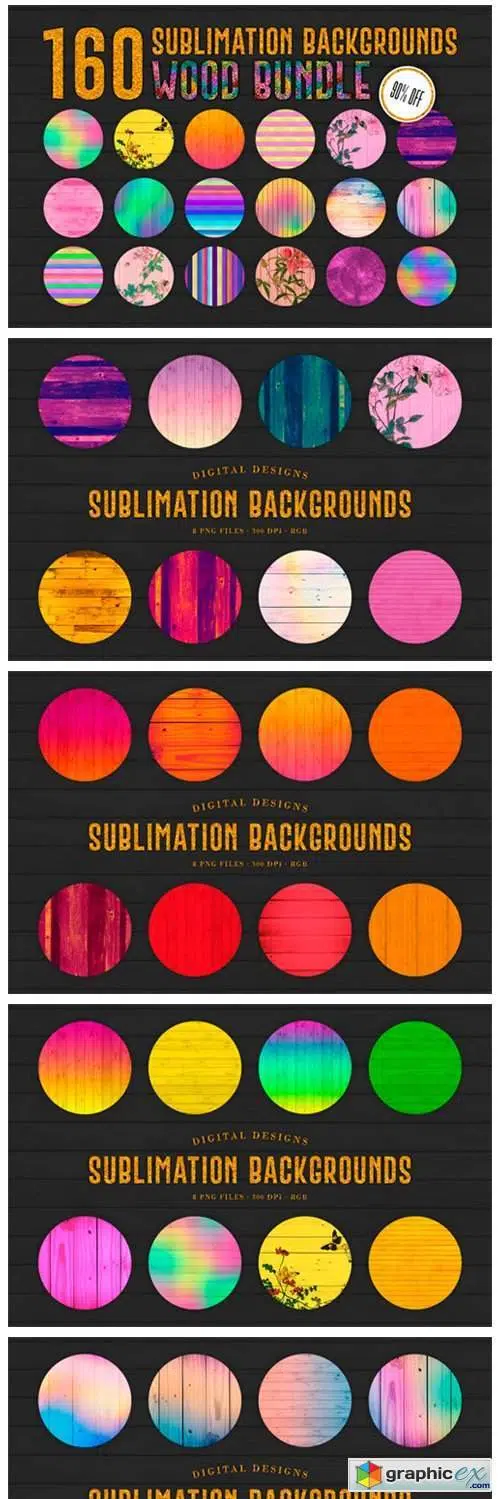 160 SUBLIMATION BACKGROUNDS
WOOD BUNDLE
90% OFF
DIGITAL DESIGNS
SUBLIMATION BACKGROUNDS
8 PNG FILES · 300 DPI · RGB
DIGITAL DESIGNS
SUBLIMATION BACKGROUNDS
8 PNG FILES · 300 DPI · RGB
DIGITAL DESIGNS
SUBLIMATION BACKGROUNDS
8 PNG FILES · 300 DPI · RGB
DIGITAL DESIGNS
SUBLIMATION BACKGROUNDS
graphicex.com